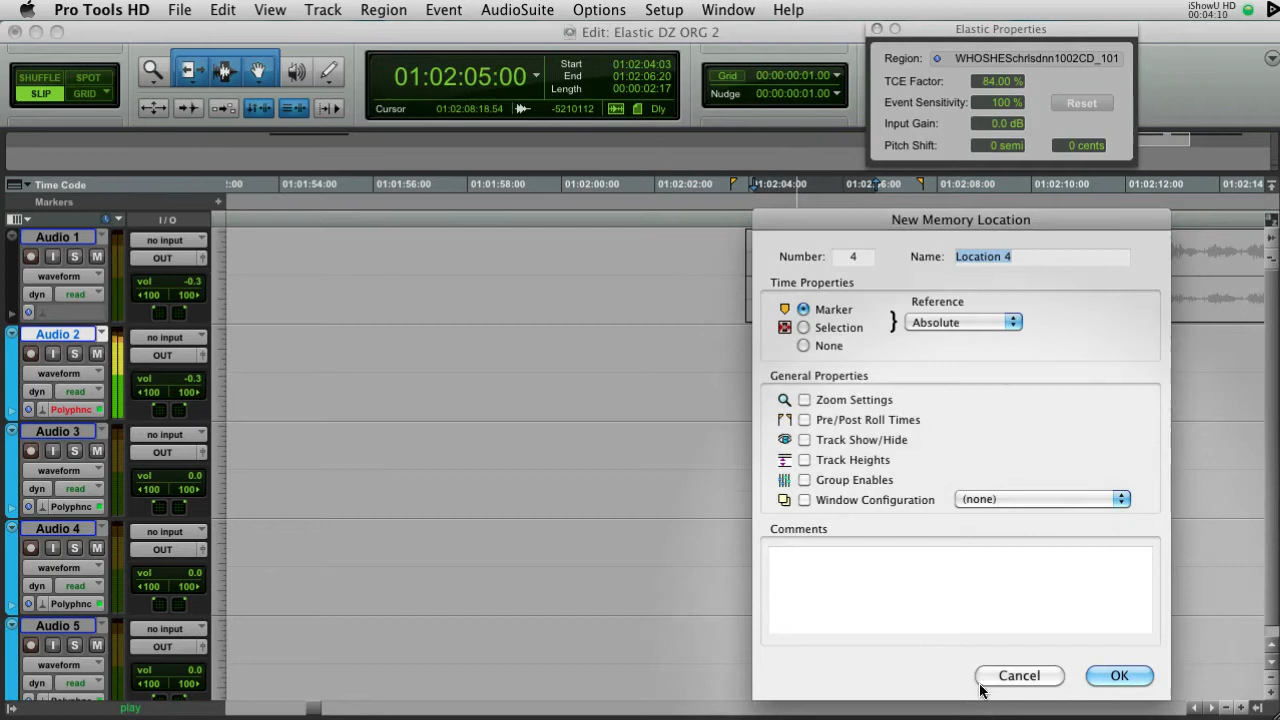 Pro Tools HD File Edit View Track Region Event AudioSuite Options Setup Window Help
iShowU HD
00:04:10
Edit: Elastic DZ ORG 2
Elastic Properties
SHUFFLE SPOT
SLIP GRID
01:02:05:00
Start 01:02:04:03
End 01:02:06:20
Length 00:00:02:17
Cursor 01:02:08:18.54 -5210112 Dly
Grid 00:00:00:01.00
Nudge 00:00:00:01.00
Region: WHOSHESchrlsdnn1002CD_101
TCE Factor: 84.00 %
Event Sensitivity: 100 % Reset
Input Gain: 0.0 dB
Pitch Shift: 0 semi 0 cents
Time Code :00 01:01:54:00 01:01:56:00 01:01:58:00 01:02:00:00 01:02:02:00 01:02:04:00 01:02:06:00 01:02:08:00 01:02:10:00 01:02:12:00 01:02:14
Markers +
I / O
Audio 1 no input
S M OUT
waveform vol -0.3
dyn read 100 100
Audio 2 no input
I S M OUT
waveform vol -0.3
dyn read 100 100
Polyphnc
Audio 3 no input
I S M OUT
waveform vol 0.0
dyn read 100 100
Polyphnc
Audio 4 no input
I S M OUT
waveform vol 0.0
dyn read 100 100
Polyphnc
Audio 5 no input
I S M OUT
waveform vol 0.0
dyn read 100 100
play
New Memory Location
Number: 4 Name: Location 4
Time Properties
Reference
Marker
Absolute
Selection
None
General Properties
Zoom Settings
Pre/Post Roll Times
Track Show/Hide
Track Heights
Group Enables
Window Configuration (none)
Comments
Cancel OK